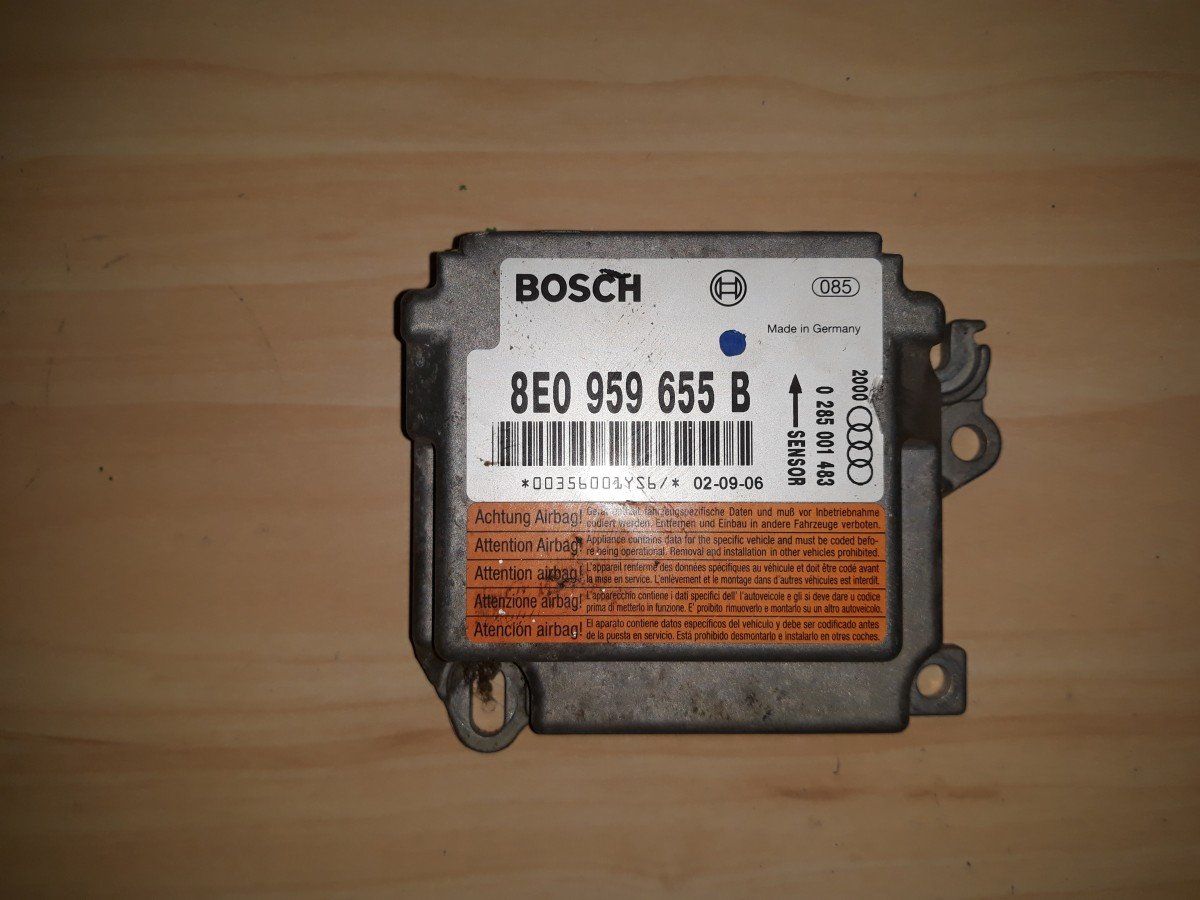 BOSCH
085
Made in Germany
8E0 959 655 B
*00356001YS6/* 02-09-06
SENSOR
0 285 001 483
2000
Achtung Airbag! Gerät enthält fahrzeugspezifische Daten und muß vor Inbetriebnahme
codiert werden. Entfernen und Einbau in andere Fahrzeuge verboten.
Attention Airbag! Appliance contains data for the specific vehicle and must be coded befo-
re being operational. Removal and installation in other vehicles prohibited.
Attention airbag! L'appareil renferme des données spécifiques au véhicule et doit être codé avant
la mise en service. L'enlèvement et le montage dans d'autres véhicules est interdit.
Attenzione airbag! L'apparecchio contiene i dati specifici dell' l'autoveicole e gli si deve dare u codice
prima di metterlo in funzione. E' proibito rimuoverlo e montarlo su un altro autoveicolo.
Atención airbag! El aparato contiene datos específicos del vehículo y debe ser codificado antes
de la puesta en servicio. Está prohibido desmontarlo e instalarlo en otros coches.